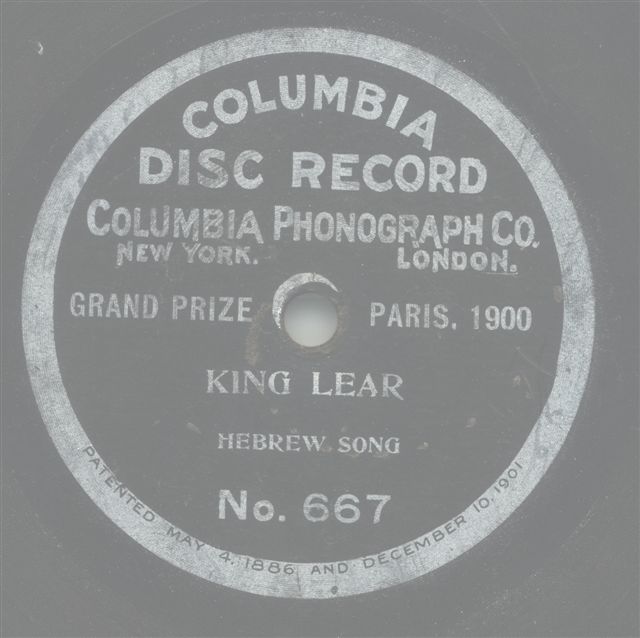 COLUMBIA
DISC RECORD
COLUMBIA PHONOGRAPH CO.
NEW YORK. LONDON.
GRAND PRIZE PARIS. 1900
KING LEAR
HEBREW SONG
No. 667
PATENTED MAY 4, 1886 AND DECEMBER 10, 1901